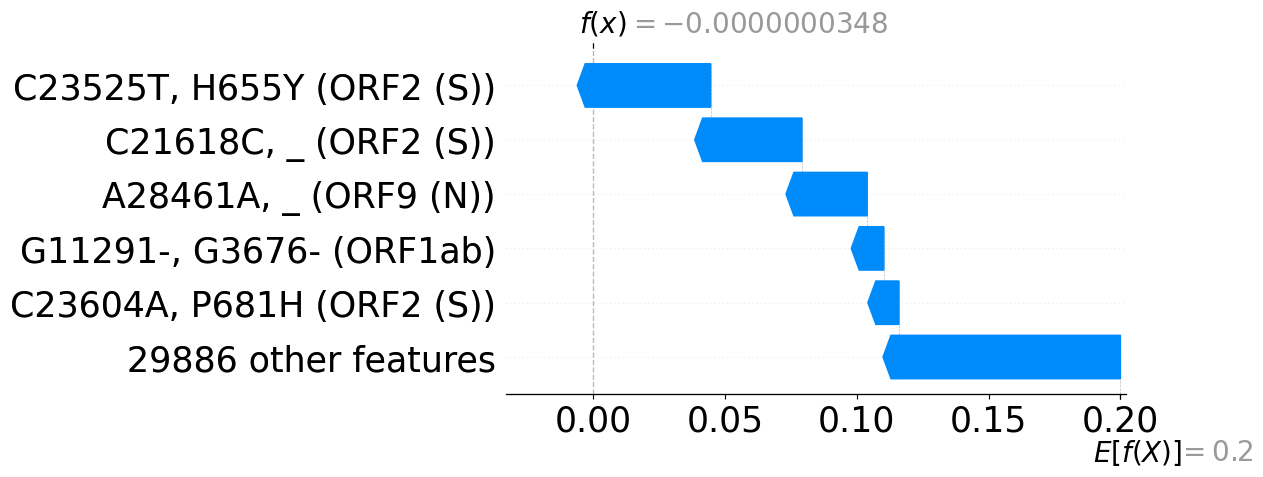 f(x) = −0.0000000348
C23525T, H655Y (ORF2 (S))
C21618C, _ (ORF2 (S))
A28461A, _ (ORF9 (N))
G11291-, G3676- (ORF1ab)
C23604A, P681H (ORF2 (S))
29886 other features
0.00 0.05 0.10 0.15 0.20
E[f(X)] = 0.2